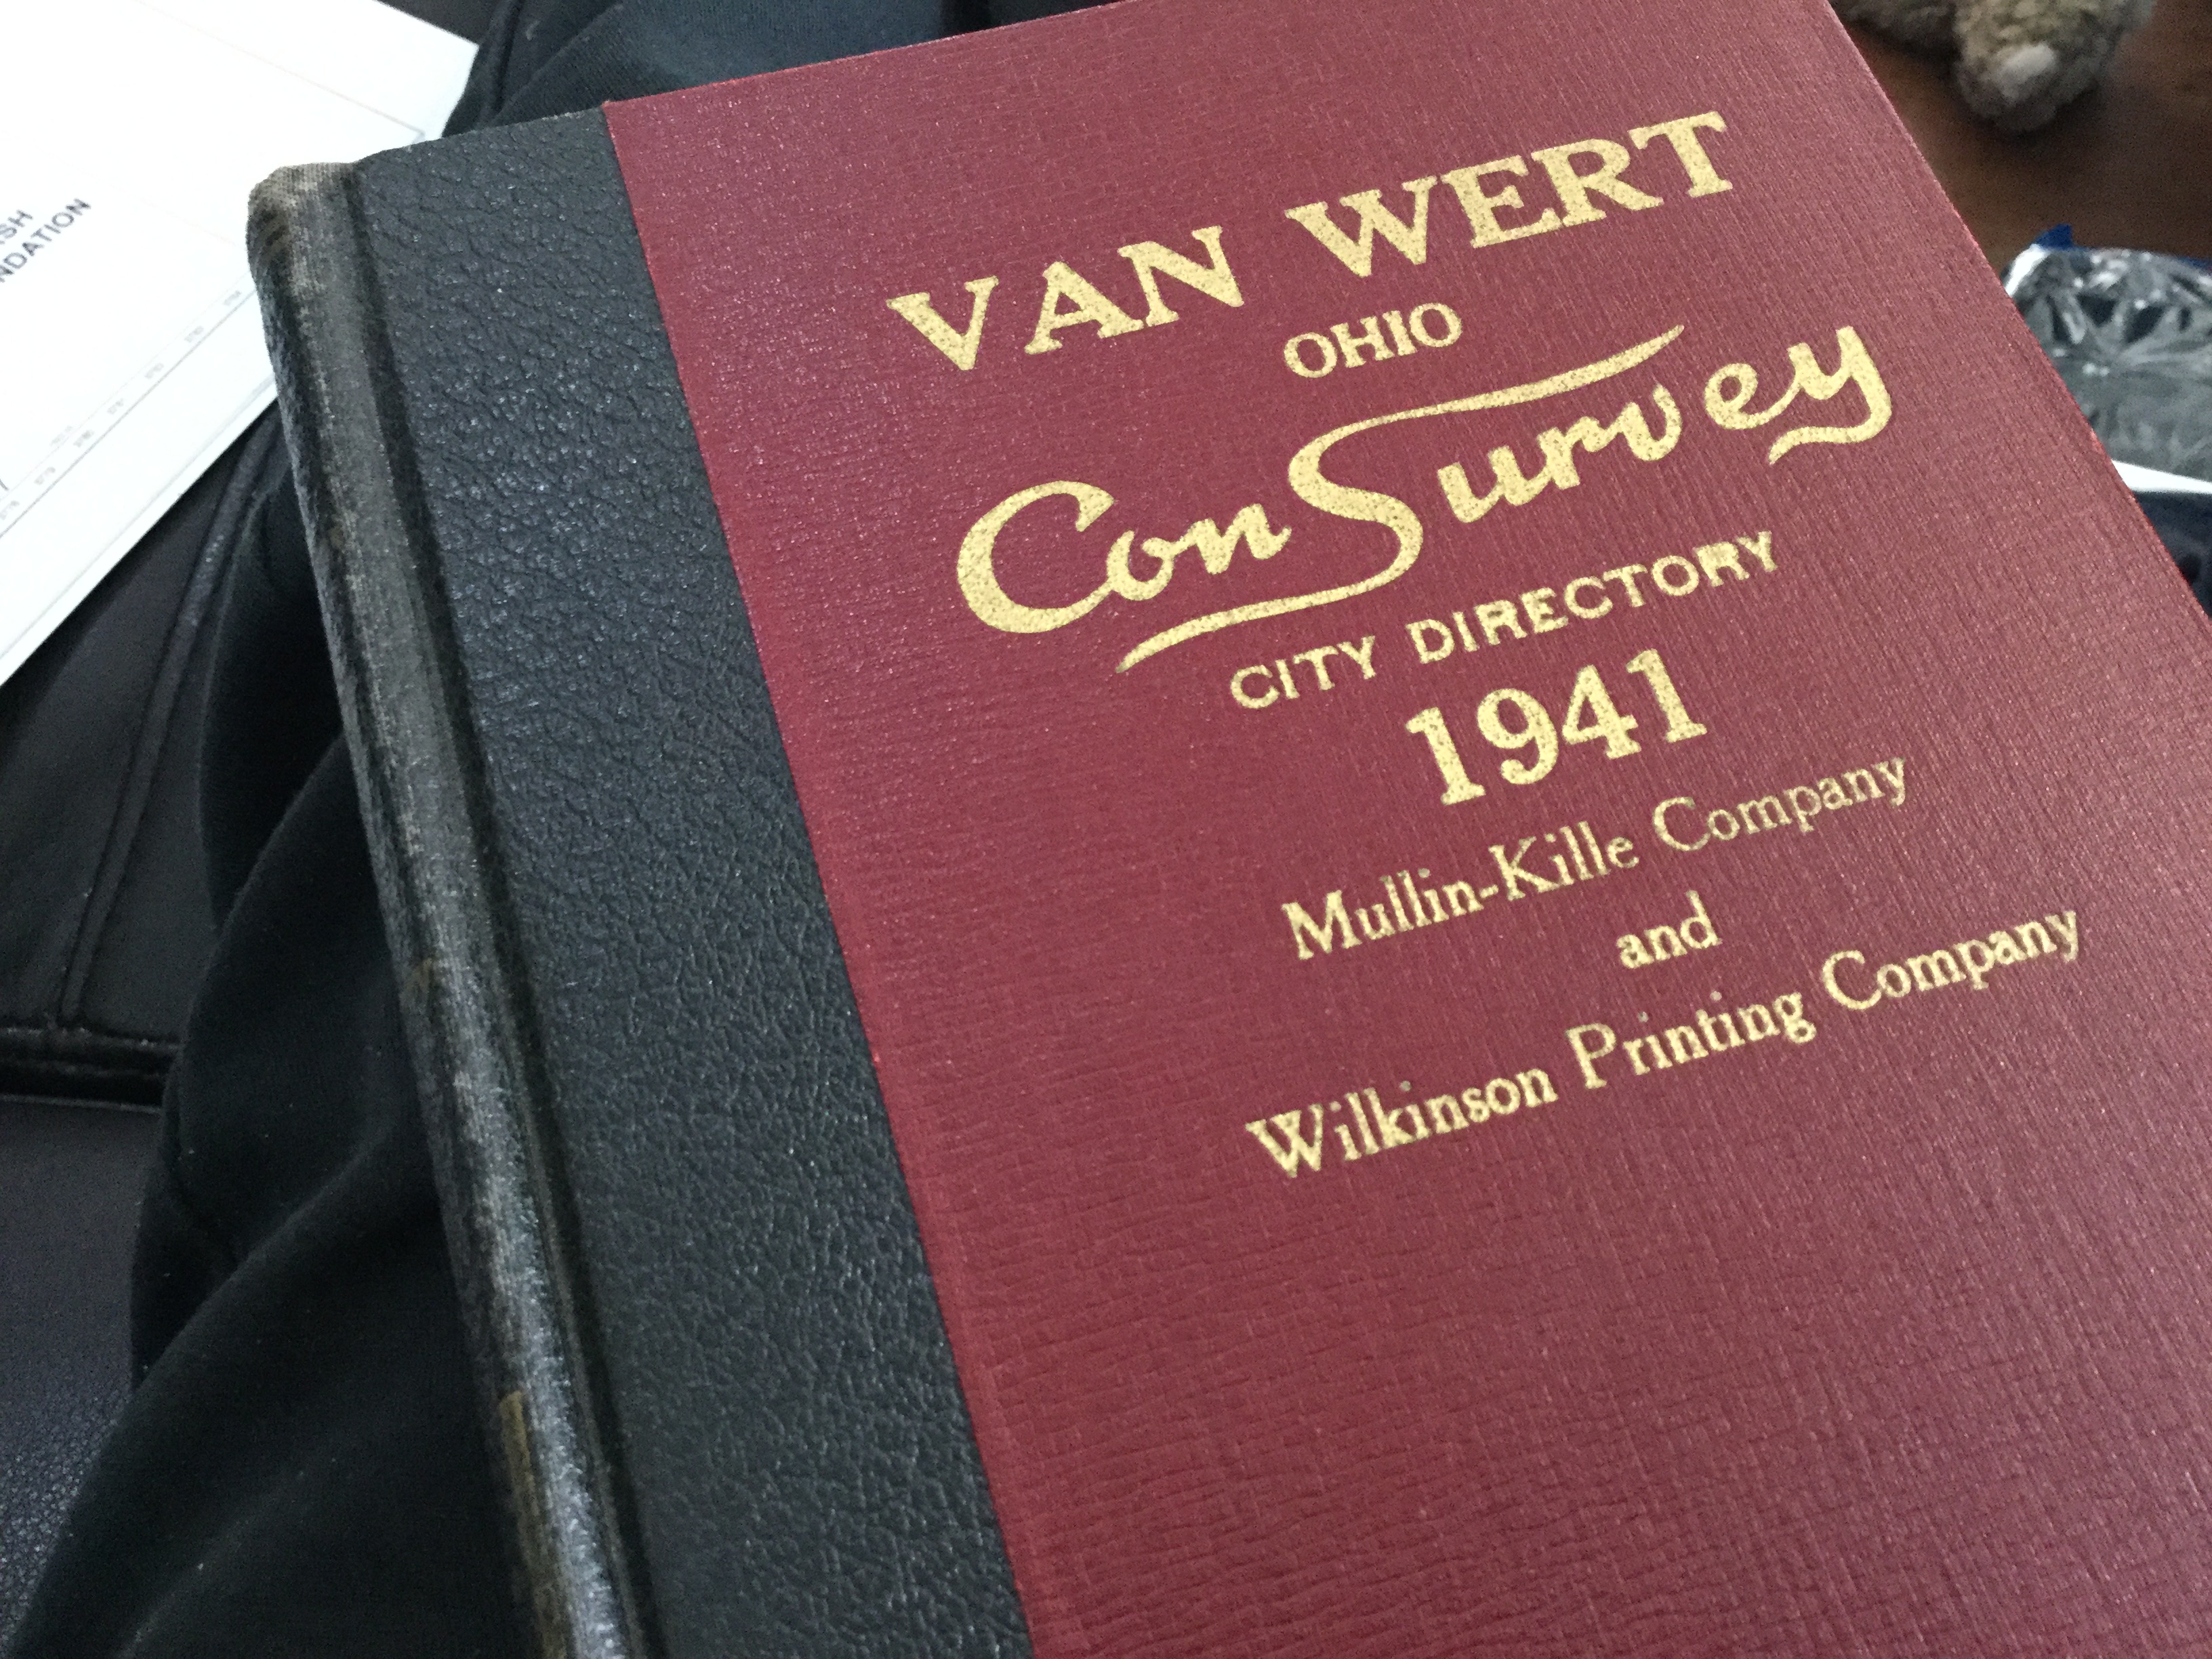 VAN WERT
OHIO
ConSurvey
CITY DIRECTORY
1941
Mullin-Kille Company
and
Wilkinson Printing Company